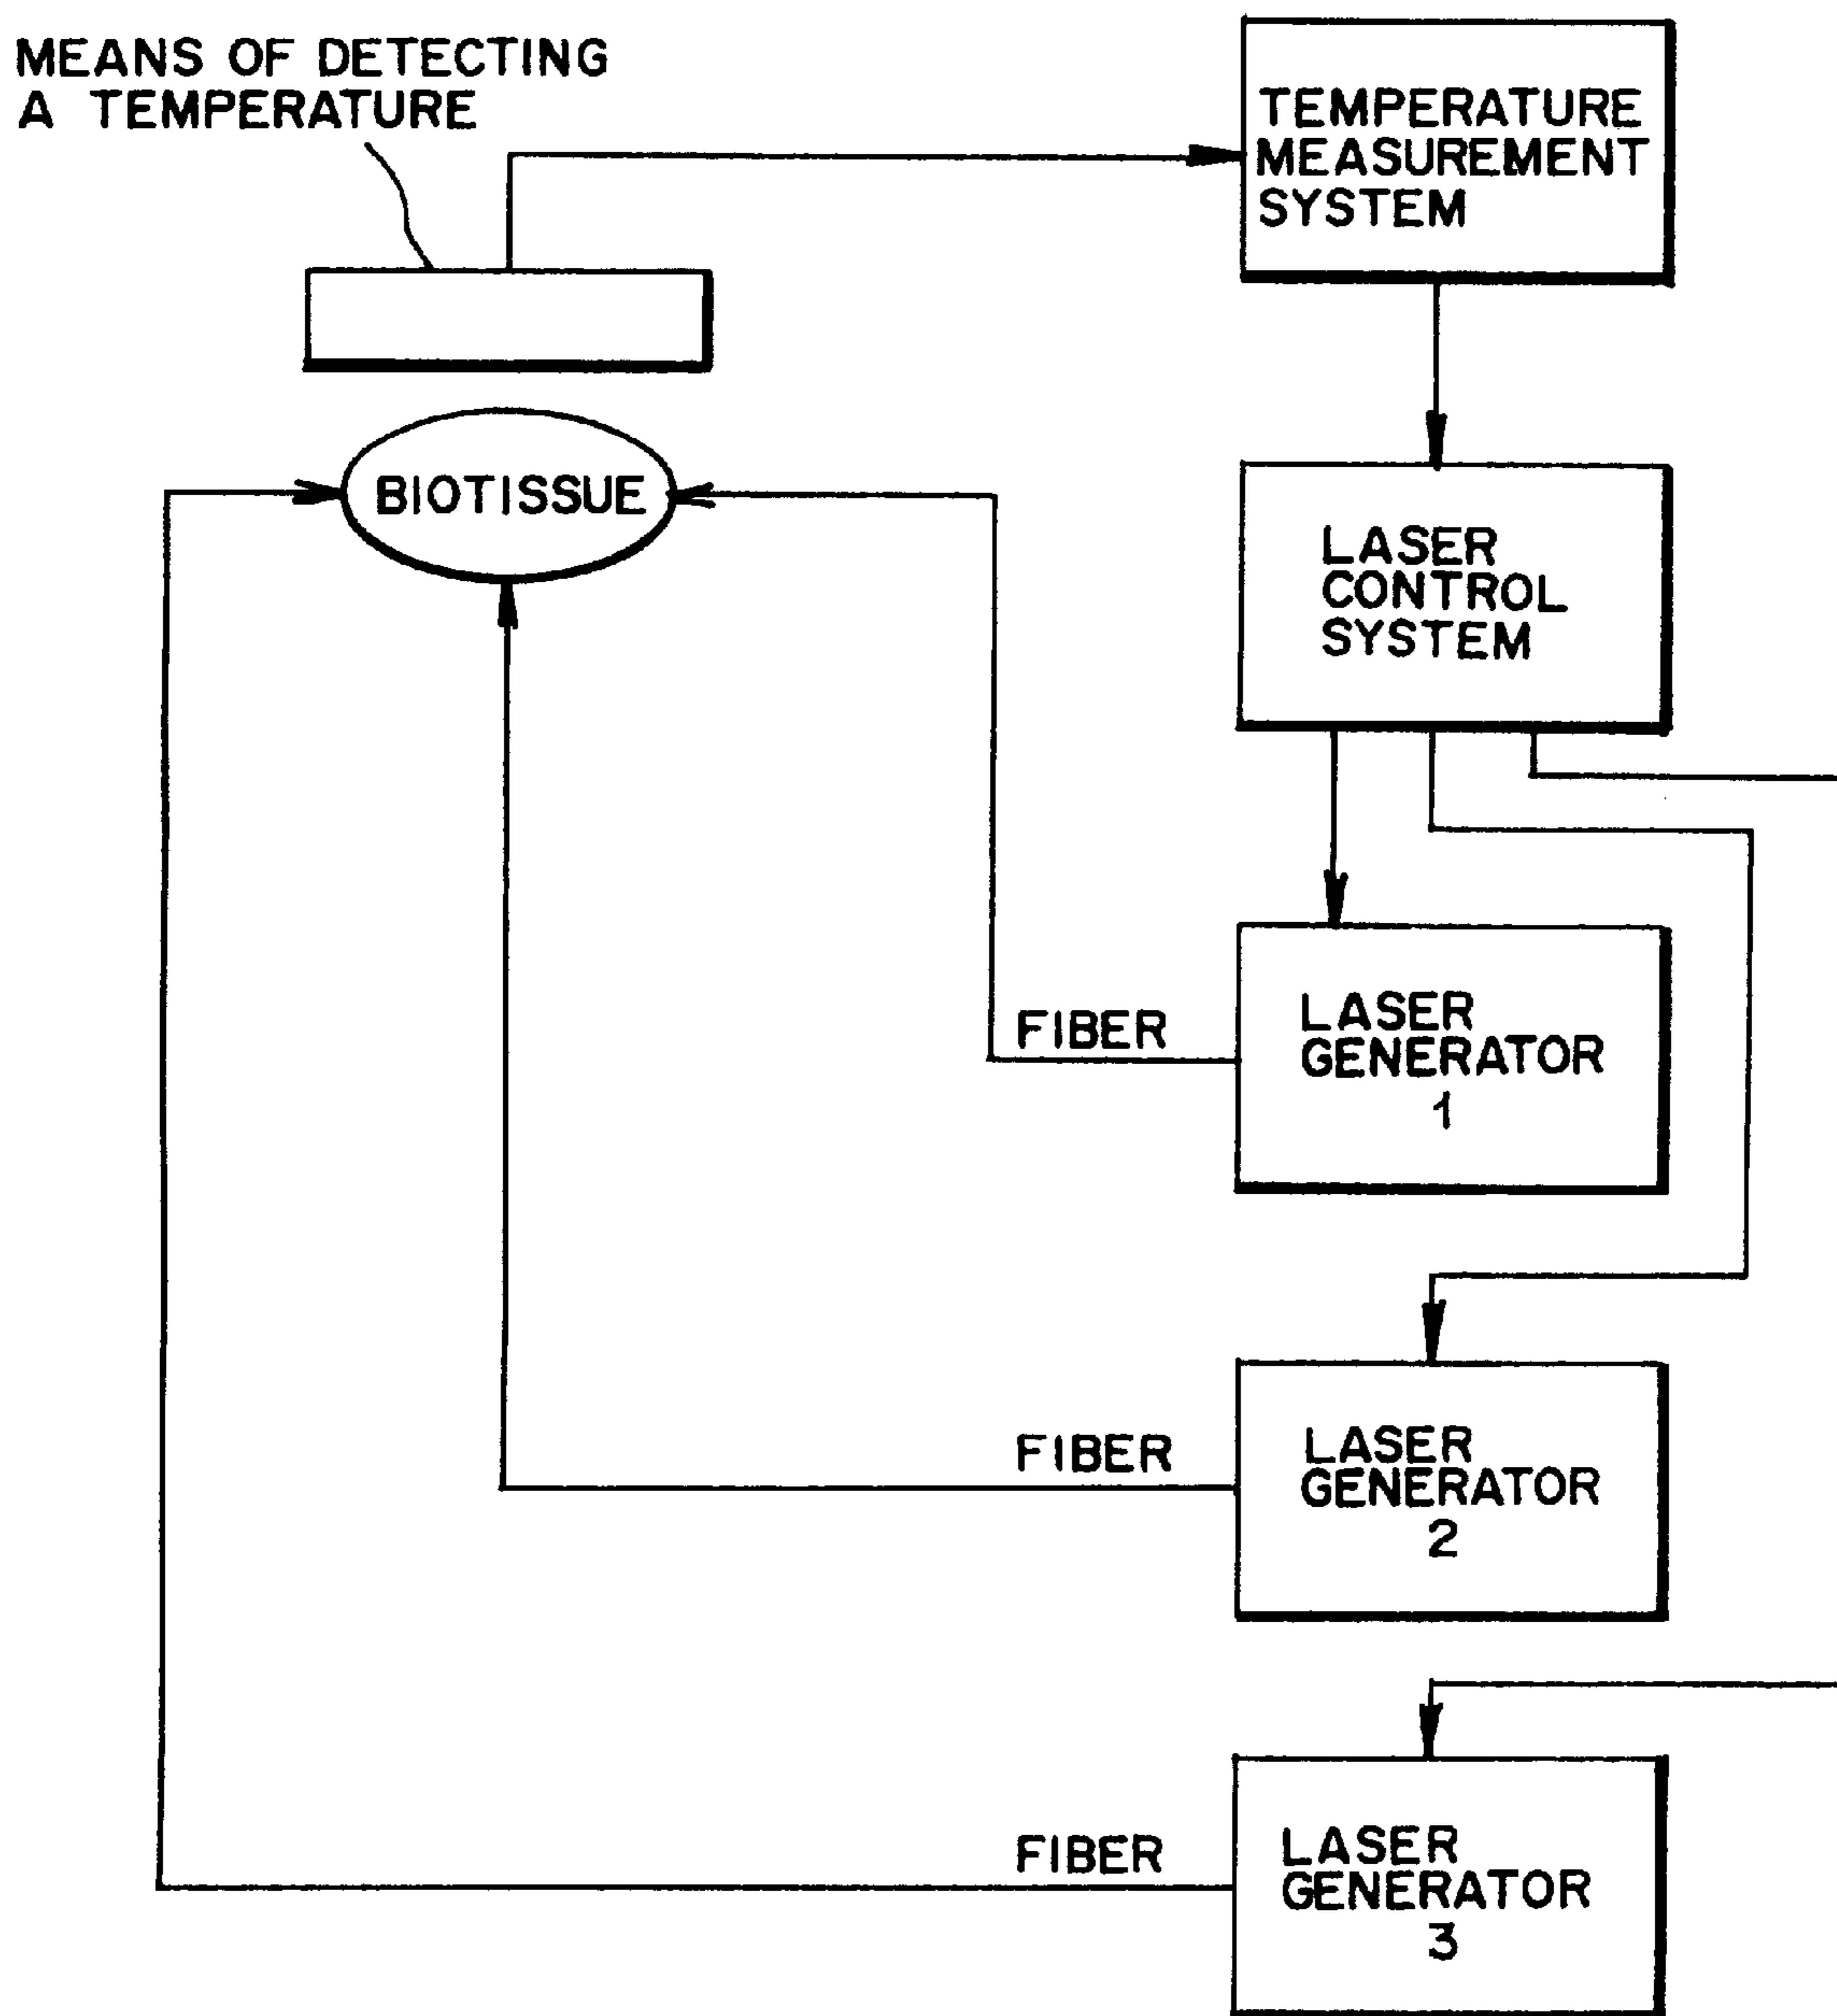 MEANS OF DETECTING
A TEMPERATURE
TEMPERATURE
MEASUREMENT
SYSTEM
BIOTISSUE
LASER
CONTROL
SYSTEM
FIBER
LASER
GENERATOR
1
FIBER
LASER
GENERATOR
2
FIBER
LASER
GENERATOR
3